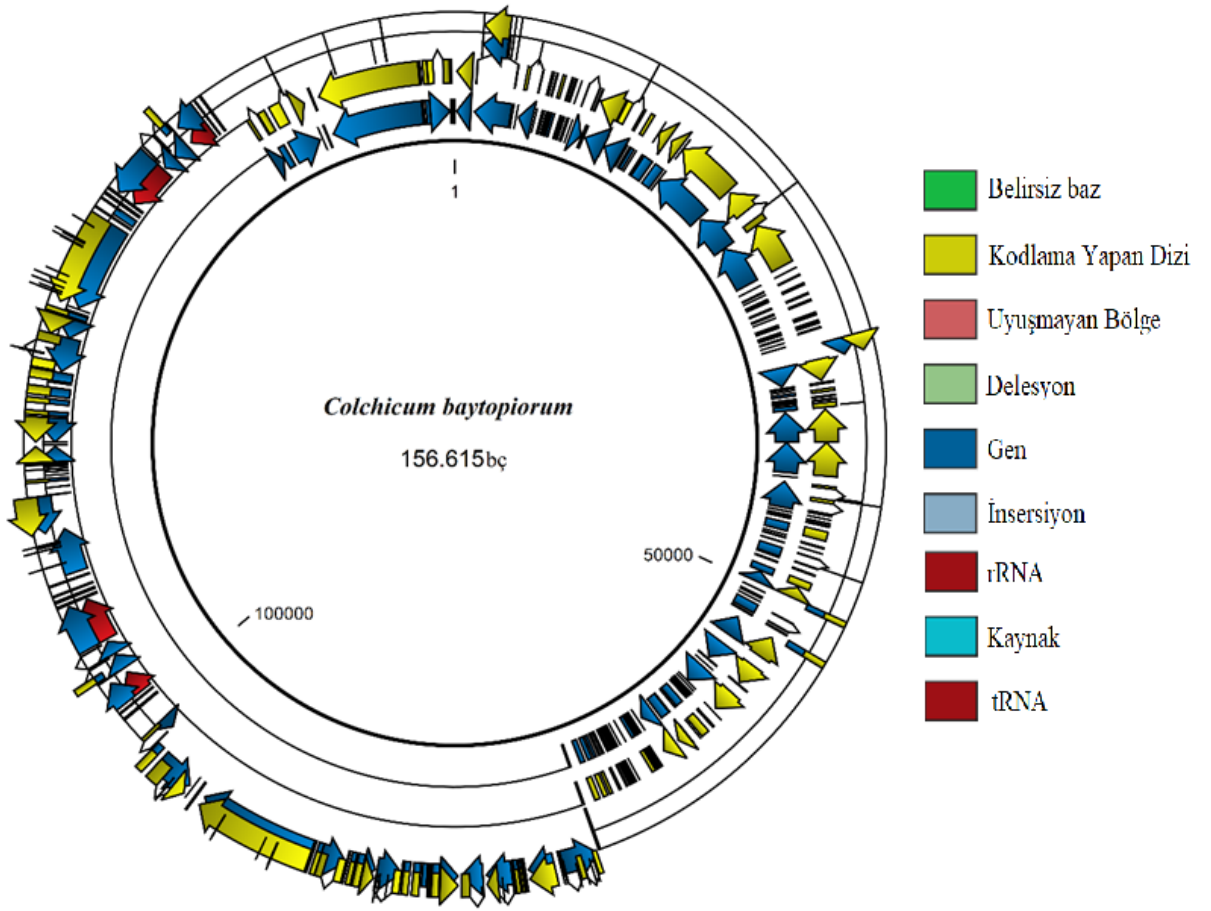 1
Colchicum baytopiorum
156.615bç
50000
100000
Belirsiz baz
Kodlama Yapan Dizi
Uyuşmayan Bölge
Delesyon
Gen
İnsersiyon
rRNA
Kaynak
tRNA